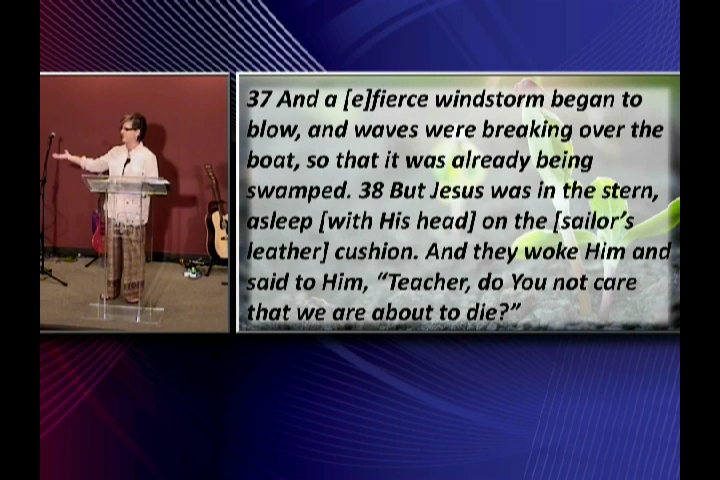 37 And a [e]fierce windstorm began to
blow, and waves were breaking over the
boat, so that it was already being
swamped. 38 But Jesus was in the stern,
asleep [with His head] on the [sailor's
leather] cushion. And they woke Him and
said to Him, “Teacher, do You not care
that we are about to die?”